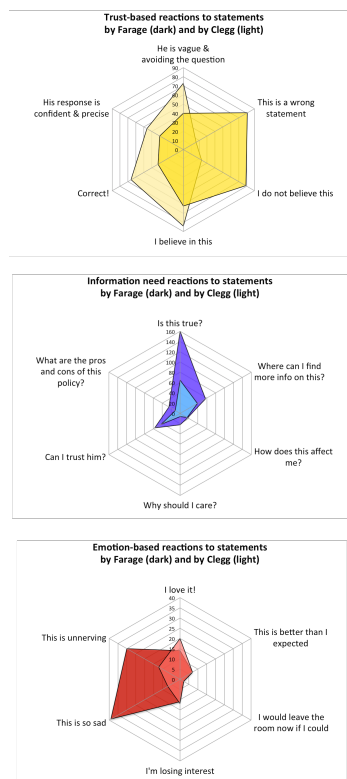 Trust-based reactions to statements
by Farage (dark) and by Clegg (light)
He is vague &
avoiding the question
90
80
70
60
50
40
30
20
10
0
His response is
confident & precise
This is a wrong
statement
Correct!
I do not believe this
I believe in this
Information need reactions to statements
by Farage (dark) and by Clegg (light)
Is this true?
160
140
120
100
80
60
40
20
0
What are the pros
and cons of this
policy?
Where can I find
more info on this?
Can I trust him?
How does this affect
me?
Why should I care?
Emotion-based reactions to statements
by Farage (dark) and by Clegg (light)
I love it!
40
35
30
25
20
15
10
5
0
This is unnerving
This is better than I
expected
This is so sad
I would leave the
room now if I could
I'm losing interest